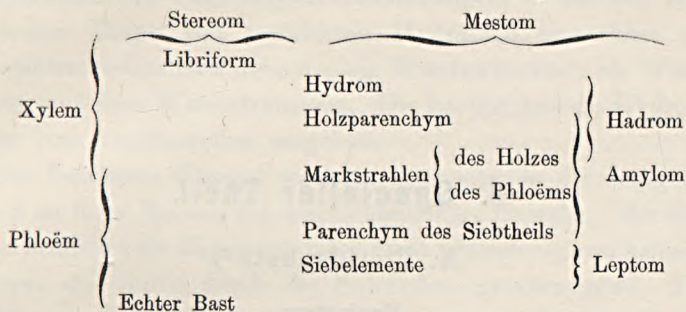 Stereom Mestom
Libriform
Hydrom
Xylem Holzparenchym Hadrom
des Holzes
Markstrahlen Amylom
des Phloëms
Phloëm Parenchym des Siebtheils
Siebelemente Leptom
Echter Bast